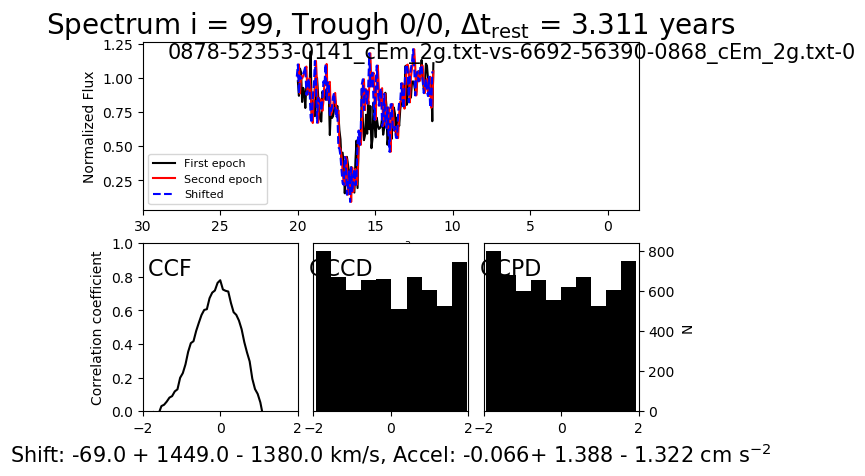 Spectrum i = 99, Trough 0/0, Δt_rest = 3.311 years
0878-52353-0141_cEm_2g.txt-vs-6692-56390-0868_cEm_2g.txt-0
Normalized Flux
1.25
1.00
0.75
0.50
0.25
First epoch
Second epoch
Shifted
30 25 20 15 10 5 0
Correlation coefficient
1.0
0.8
0.6
0.4
0.2
0.0
CCF
CCCD
CCPD
800
600
400
200
0
N
−2 0 2
−2 0 2
−2 0 2
Shift: -69.0 + 1449.0 - 1380.0 km/s, Accel: -0.066+ 1.388 - 1.322 cm s⁻²